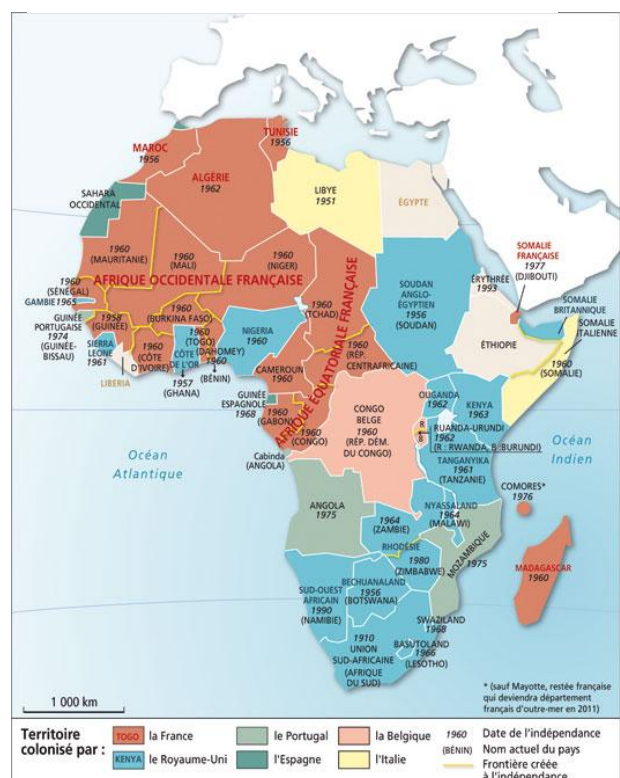 MAROC
1956
TUNISIE
1956
ALGÉRIE
1962
SAHARA
OCCIDENTAL
LIBYE
1951
ÉGYPTE
1960
(MAURITANIE)
1960
(MALI)
1960
(NIGER)
AFRIQUE OCCIDENTALE FRANÇAISE
1960
(SÉNÉGAL)
GAMBIE 1965
GUINÉE
PORTUGAISE
1974
(GUINÉE-
BISSAU)
1958
(GUINÉE)
SIERRA
LEONE
1961
LIBERIA
1960
(CÔTE
D'IVOIRE)
1960
(BURKINA FASO)
CÔTE
DE L'OR
1957
(GHANA)
1960
(TOGO)
(DAHOMEY)
1960
(BÉNIN)
NIGERIA
1960
CAMEROUN
1960
1960
(TCHAD)
AFRIQUE ÉQUATORIALE FRANÇAISE
1960
(RÉP.
CENTRAFRICAINE)
SOUDAN
ANGLO-
ÉGYPTIEN
1956
(SOUDAN)
ÉRYTHRÉE
1993
SOMALIE
FRANÇAISE
1977
(DJIBOUTI)
SOMALIE
BRITANNIQUE
SOMALIE
ITALIENNE
1960
(SOMALIE)
ÉTHIOPIE
GUINÉE
ESPAGNOLE
1968
1960
(GABON)
1960
(CONGO)
Cabinda
(ANGOLA)
CONGO
BELGE
1960
(RÉP. DÉM.
DU CONGO)
OUGANDA
1962
KENYA
1963
R
B
RUANDA-URUNDI
1962
(R : RWANDA, B : BURUNDI)
TANGANYIKA
1961
(TANZANIE)
Océan
Atlantique
Océan
Indien
COMORES*
1976
ANGOLA
1975
1964
(ZAMBIE)
NYASSALAND
1964
(MALAWI)
RHODÉSIE
1980
(ZIMBABWE)
MOZAMBIQUE
1975
MADAGASCAR
1960
SUD-OUEST
AFRICAIN
1990
(NAMIBIE)
BECHUANALAND
1956
(BOTSWANA)
SWAZILAND
1968
BASUTOLAND
1966
(LESOTHO)
1910
UNION
SUD-AFRICAINE
(AFRIQUE
DU SUD)
* (sauf Mayotte, restée française
qui deviendra département
français d'outre-mer en 2011)
1 000 km
Territoire
colonisé par :
TOGO la France
KENYA le Royaume-Uni
le Portugal
l'Espagne
la Belgique
l'Italie
1960 Date de l'indépendance
(BÉNIN) Nom actuel du pays
Frontière créée
à l'indépendance